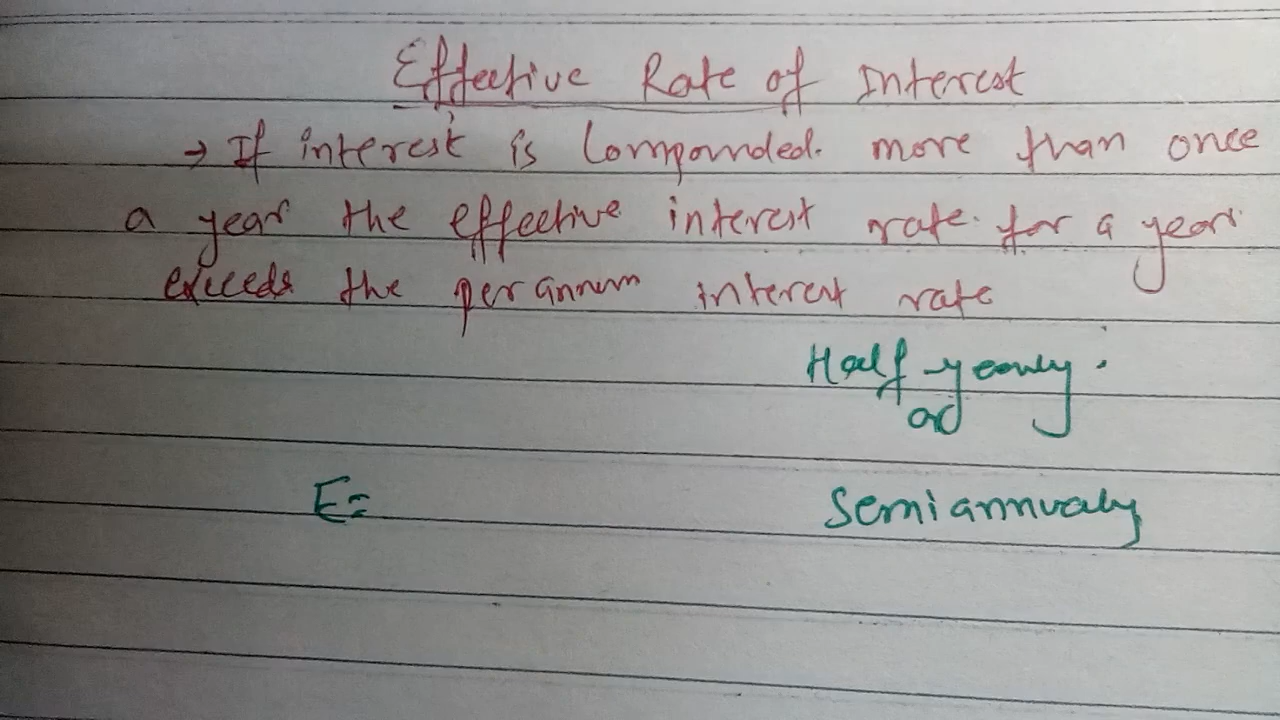 Effective Rate of Interest
→ If interest is Compounded. more than once
a year the effective interest rate for a year
exceeds the per annum interest rate
Half yearly
or
E=
Semiannualy